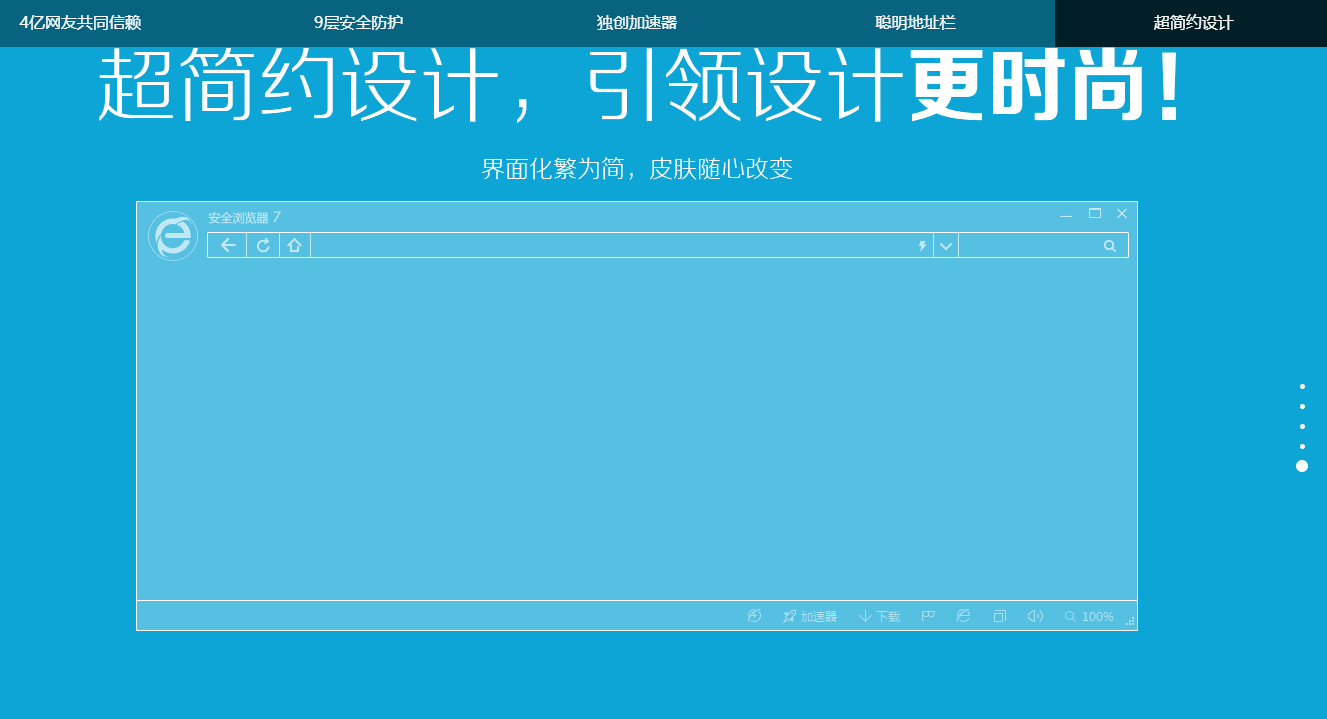 4亿网友共同信赖 9层安全防护 独创加速器 聪明地址栏 超简约设计
超简约设计，引领设计更时尚！
界面化繁为简，皮肤随心改变
安全浏览器 7
加速器 下载 100%